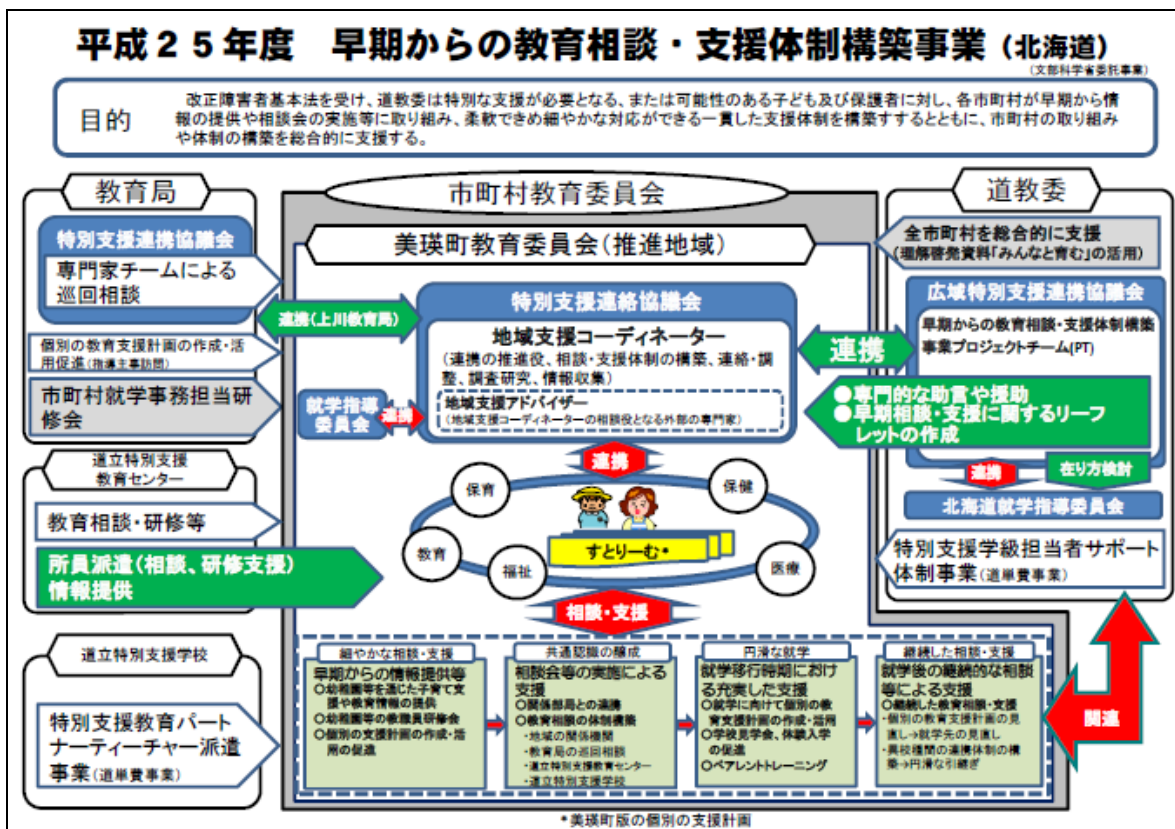 平成２５年度　早期からの教育相談・支援体制構築事業（北海道）
（文部科学省委託事業）
目的
改正障害者基本法を受け、道教委は特別な支援が必要となる、または可能性のある子ども及び保護者に対し、各市町村が早期から情
報の提供や相談会の実施等に取り組み、柔軟できめ細やかな対応ができる一貫した支援体制を構築すするとともに、市町村の取り組み
や体制の構築を総合的に支援する。
教育局
特別支援連携協議会
専門家チームによる
巡回相談
個別の教育支援計画の作成・活
用促進(指導主事訪問)
市町村就学事務担当研
修会
道立特別支援
教育センター
教育相談・研修等
所員派遣(相談、研修支援)
情報提供
道立特別支援学校
特別支援教育パート
ナーティーチャー派遣
事業(道単費事業)
市町村教育委員会
美瑛町教育委員会(推進地域)
連携(上川教育局)
特別支援連絡協議会
地域支援コーディネーター
(連携の推進役、相談・支援体制の構築、連絡・調
整、調査研究、情報収集)
地域支援アドバイザー
(地域支援コーディネーターの相談役となる外部の専門家)
就学指導
委員会
連携
連携
保育
保健
教育
福祉
医療
すとりーむ*
相談・支援
細やかな相談・支援
早期からの情報提供等
○幼稚園等を通じた子育て支
援や教育情報の提供
○幼稚園等の教職員研修会
○個別の支援計画の作成・活
用の促進
共通認識の醸成
相談会等の実施による
支援
○関係部局との連携
○教育相談の体制構築
・地域の関係機関
・教育局の巡回相談
・道立特別支援教育センター
・道立特別支援学校
円滑な就学
就学移行時期におけ
る充実した支援
○就学に向けて個別の教
育支援計画の作成・活用
○学校見学会、体験入学
の促進
○ペアレントトレーニング
継続した相談・支援
就学後の継続的な相談
等による支援
○継続した教育相談・支援
・個別の教育支援計画の見
直し→就学先の見直し
・異校種間の連携体制の構
築→円滑な引継ぎ
*美瑛町版の個別の支援計画
道教委
全市町村を総合的に支援
(理解啓発資料「みんなと育む」の活用)
広域特別支援連携協議会
早期からの教育相談・支援体制構築
事業プロジェクトチーム(PT)
連携
●専門的な助言や援助
●早期相談・支援に関するリーフ
レットの作成
連携
在り方検討
北海道就学指導委員会
特別支援学級担当者サポート
体制事業(道単費事業)
関連